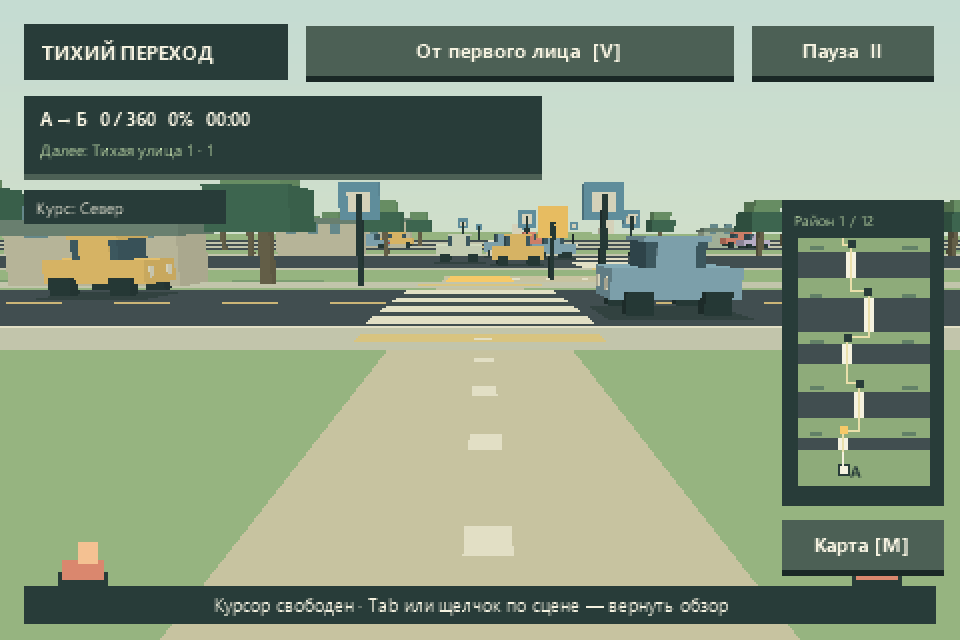 ТИХИЙ ПЕРЕХОД
От первого лица [V]
Пауза II
А — Б 0 / 360 0% 00:00
Далее: Тихая улица 1 · 1
Курс: Север
Район 1 / 12
А
Карта [M]
Курсор свободен · Tab или щелчок по сцене — вернуть обзор